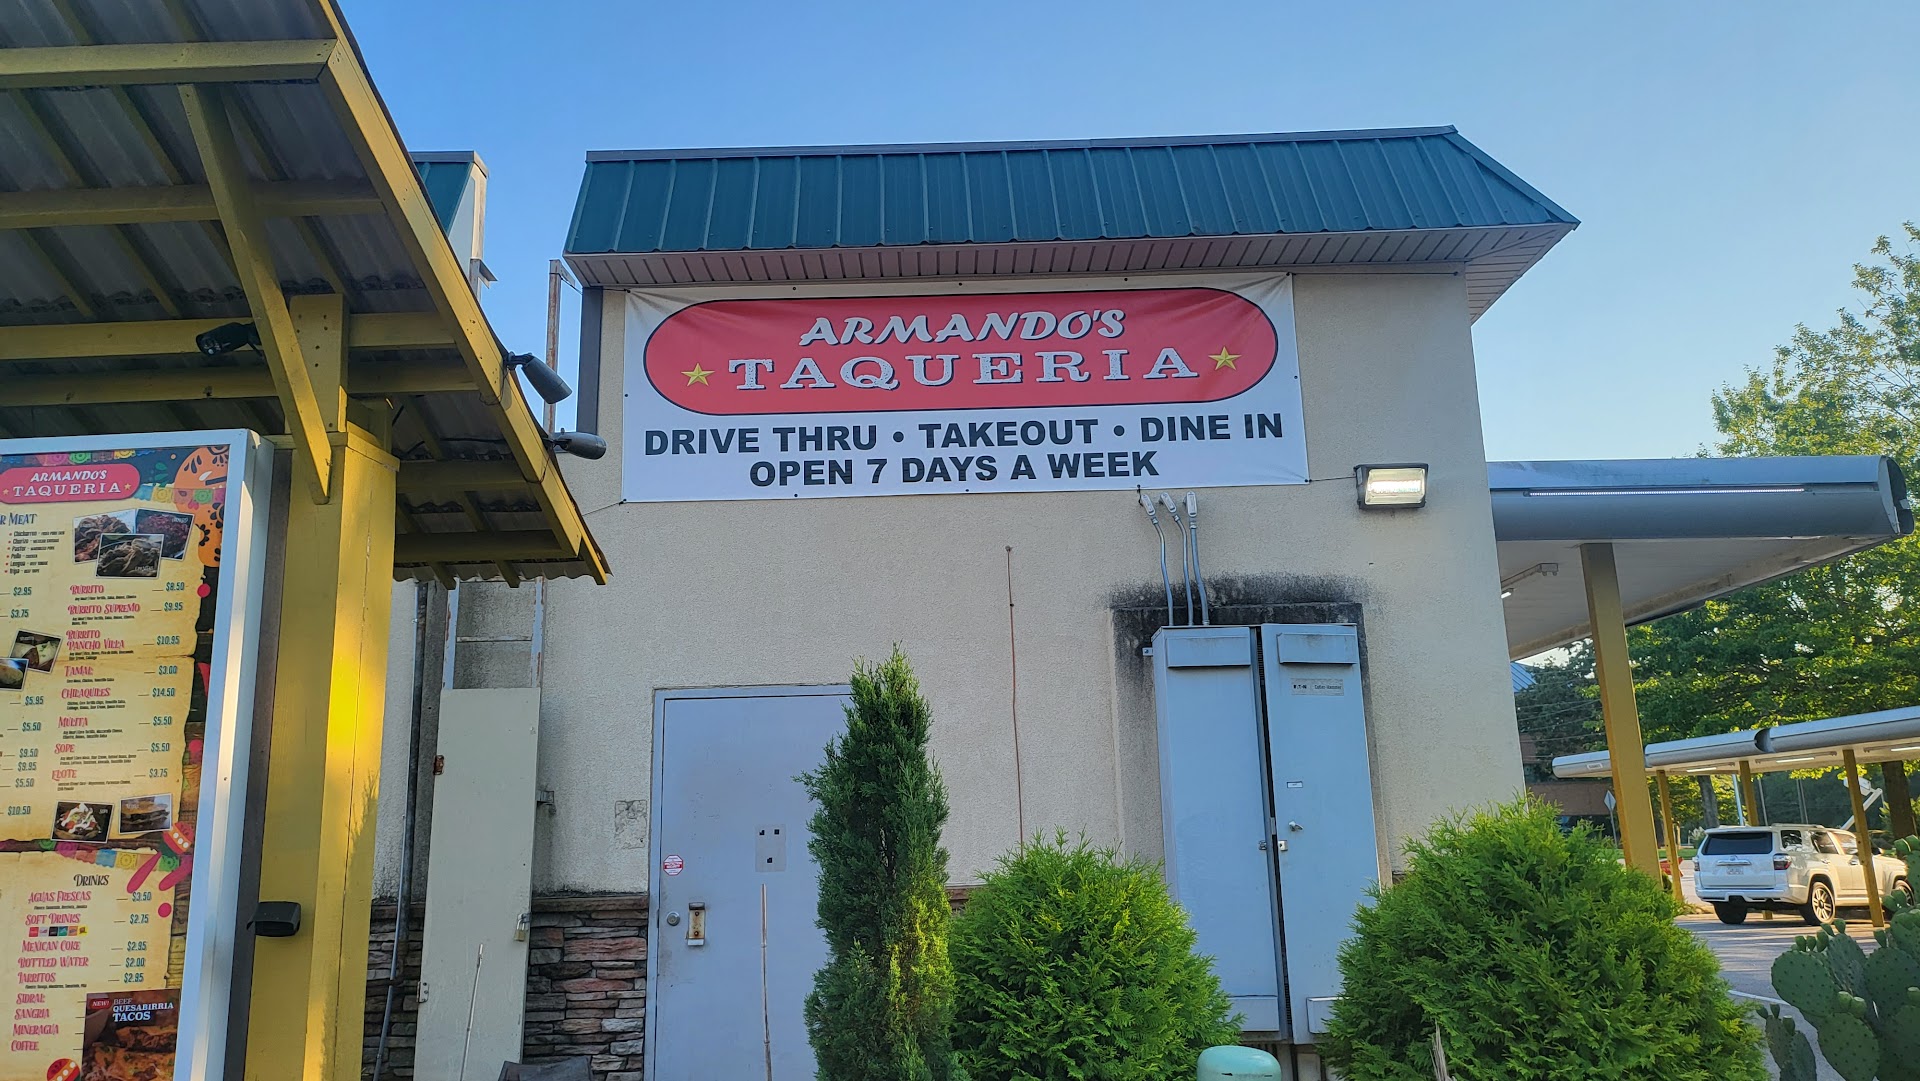 ARMANDO'S
TAQUERIA
DRIVE THRU • TAKEOUT • DINE IN
OPEN 7 DAYS A WEEK
ARMANDO'S
TAQUERIA
R MEAT
$2.95
$3.75
$5.95
$5.50
$9.50
$9.95
$5.50
$10.50
BURRITO $8.50
BURRITO SUPREMO $9.95
BURRITO
PANCHO VILLA $10.95
TAMAL $3.00
CHILAQUILES $14.50
MULITA $5.50
SOPE $5.50
ELOTE $3.75
DRINKS
AGUAS FRESCAS $3.50
SOFT DRINKS $2.75
MEXICAN COKE $2.95
BOTTLED WATER $2.00
JARRITOS $2.95
SIDRAL
SANGRIA
MINERAGUA
COFFEE
NEW! BEEF
QUESABIRRIA
TACOS